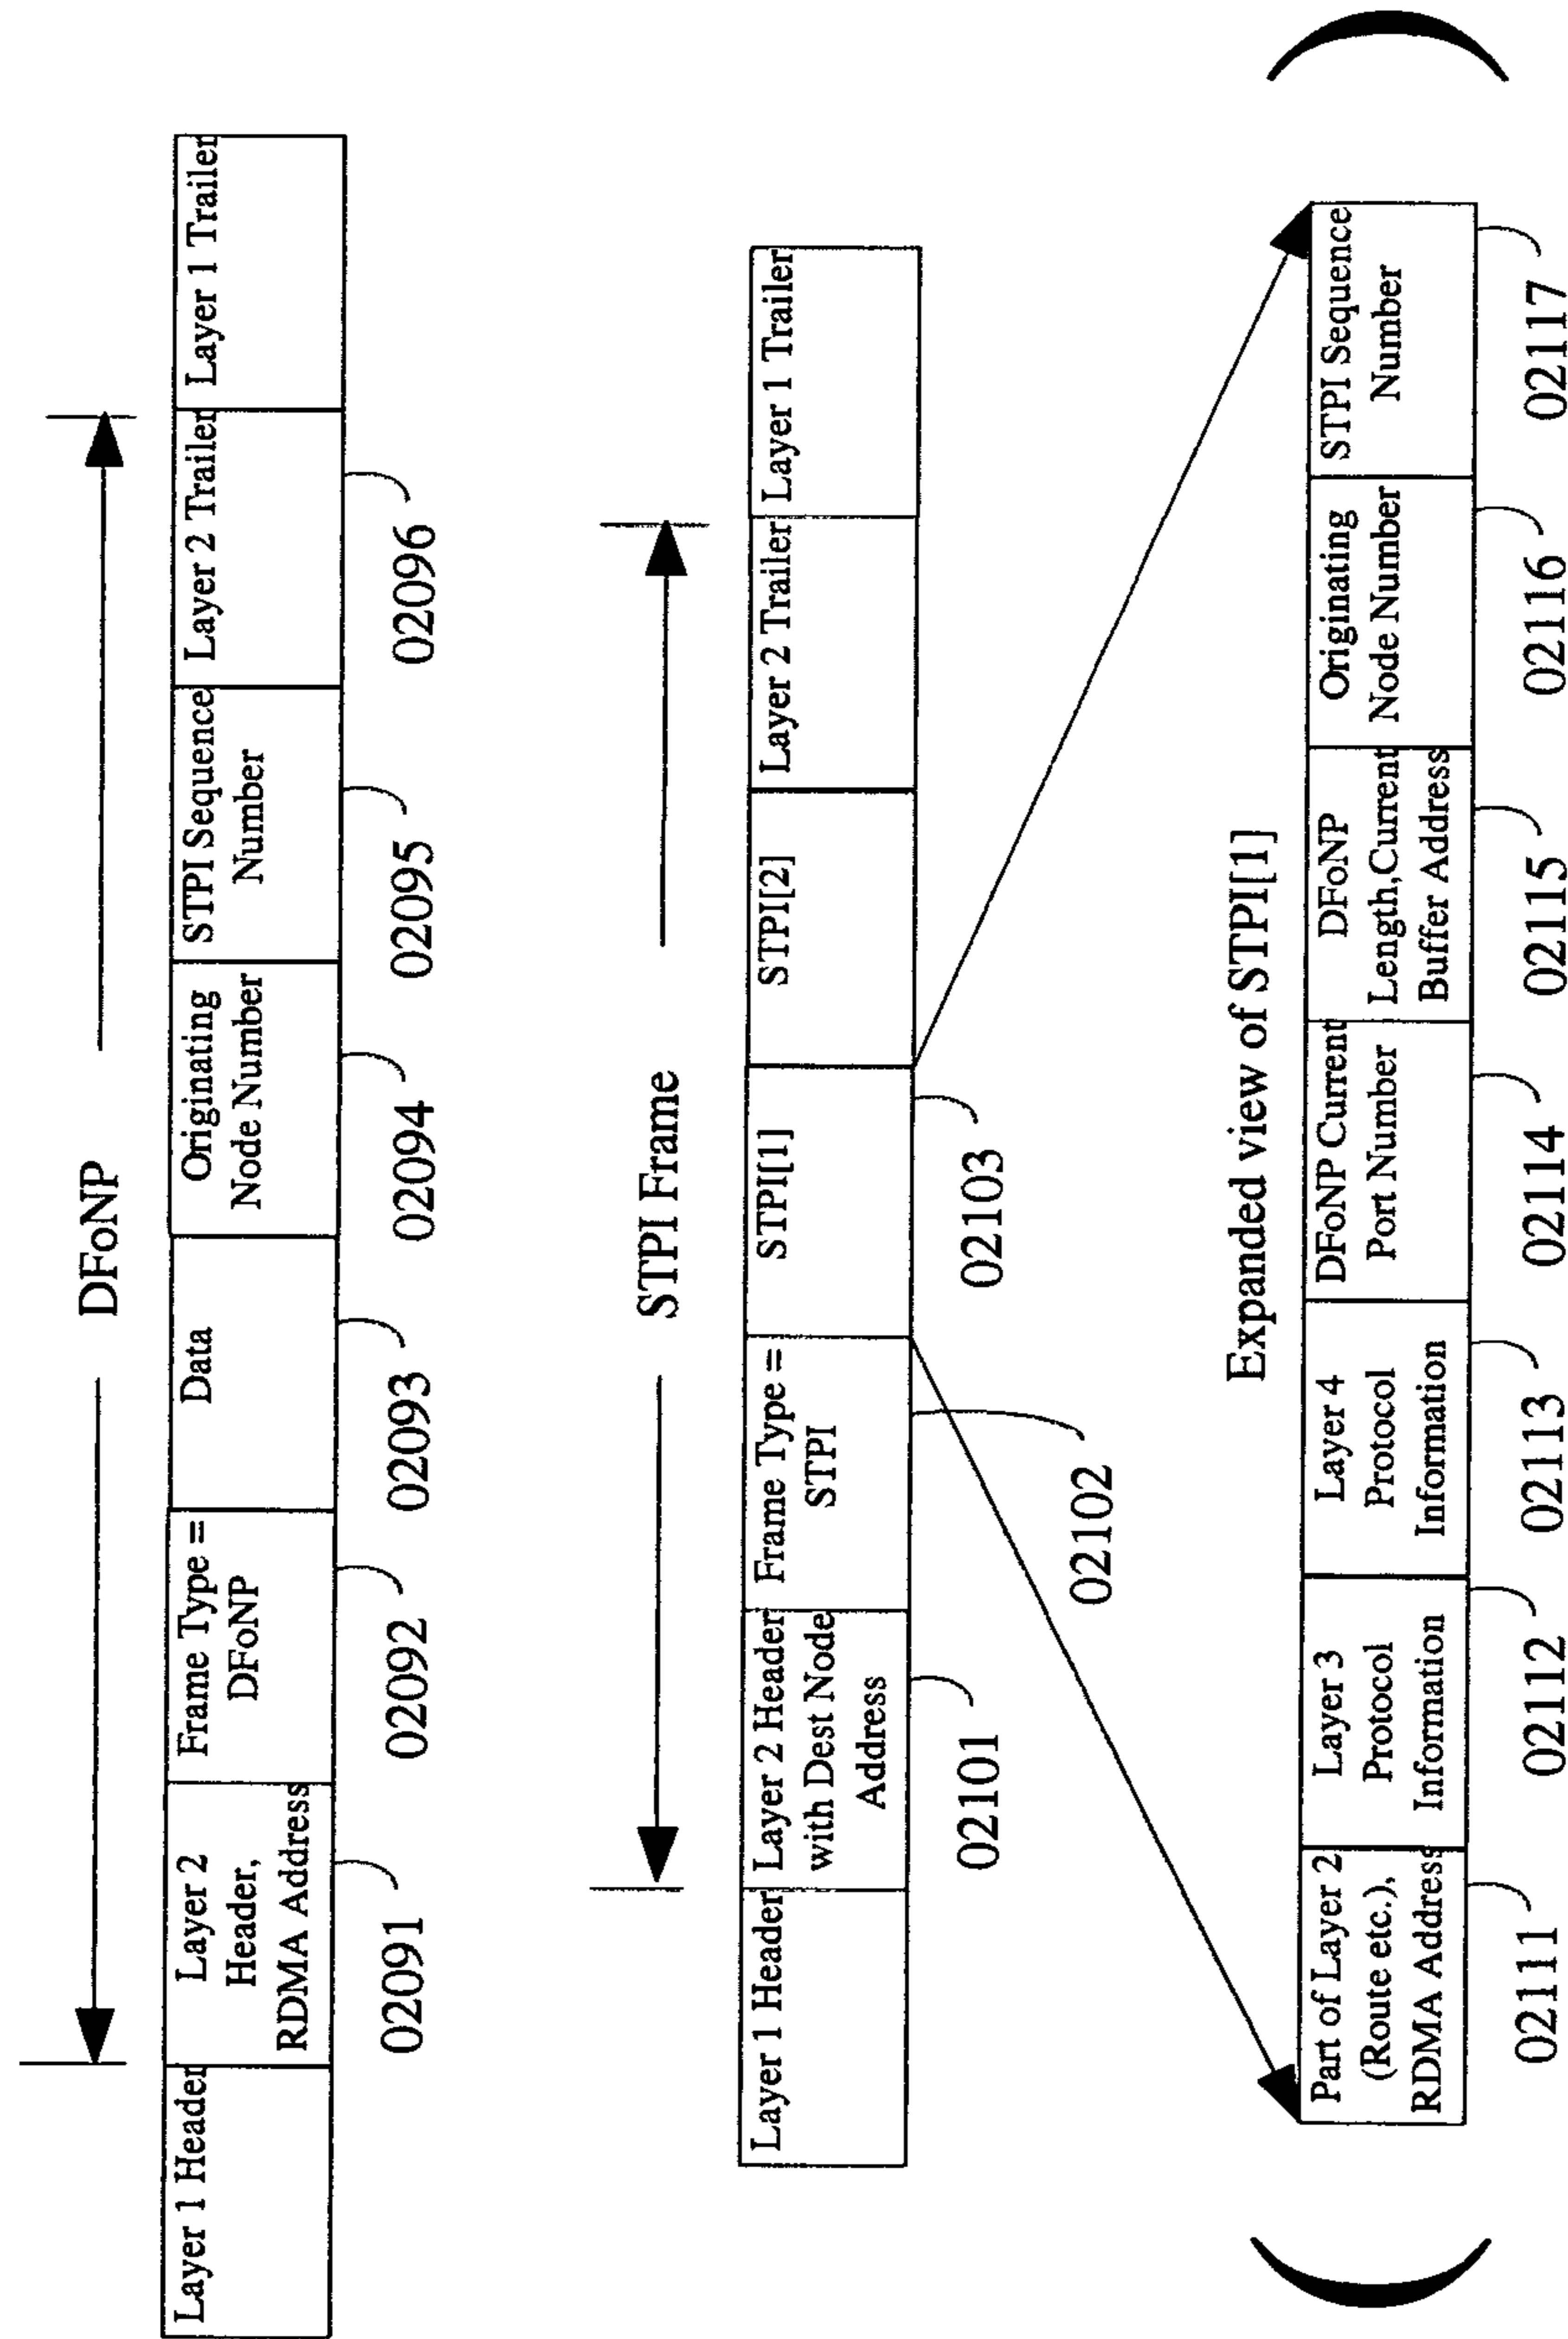 DFoNP
Layer 1 Header
Layer 2
Header,
RDMA Address
Frame Type =
DFoNP
Data
Originating
Node Number
STPI Sequence
Number
Layer 2 Trailer
Layer 1 Trailer
02091
02092
02093
02094
02095
02096
STPI Frame
Layer 1 Header
Layer 2 Header
with Dest Node
Address
Frame Type =
STPI
STPI[1]
STPI[2]
Layer 2 Trailer
Layer 1 Trailer
02101
02102
02103
Expanded view of STPI[1]
Part of Layer 2
(Route etc.),
RDMA Address
Layer 3
Protocol
Information
Layer 4
Protocol
Information
DFoNP Current
Port Number
DFoNP
Length,Current
Buffer Address
Originating
Node Number
STPI Sequence
Number
02111
02112
02113
02114
02115
02116
02117